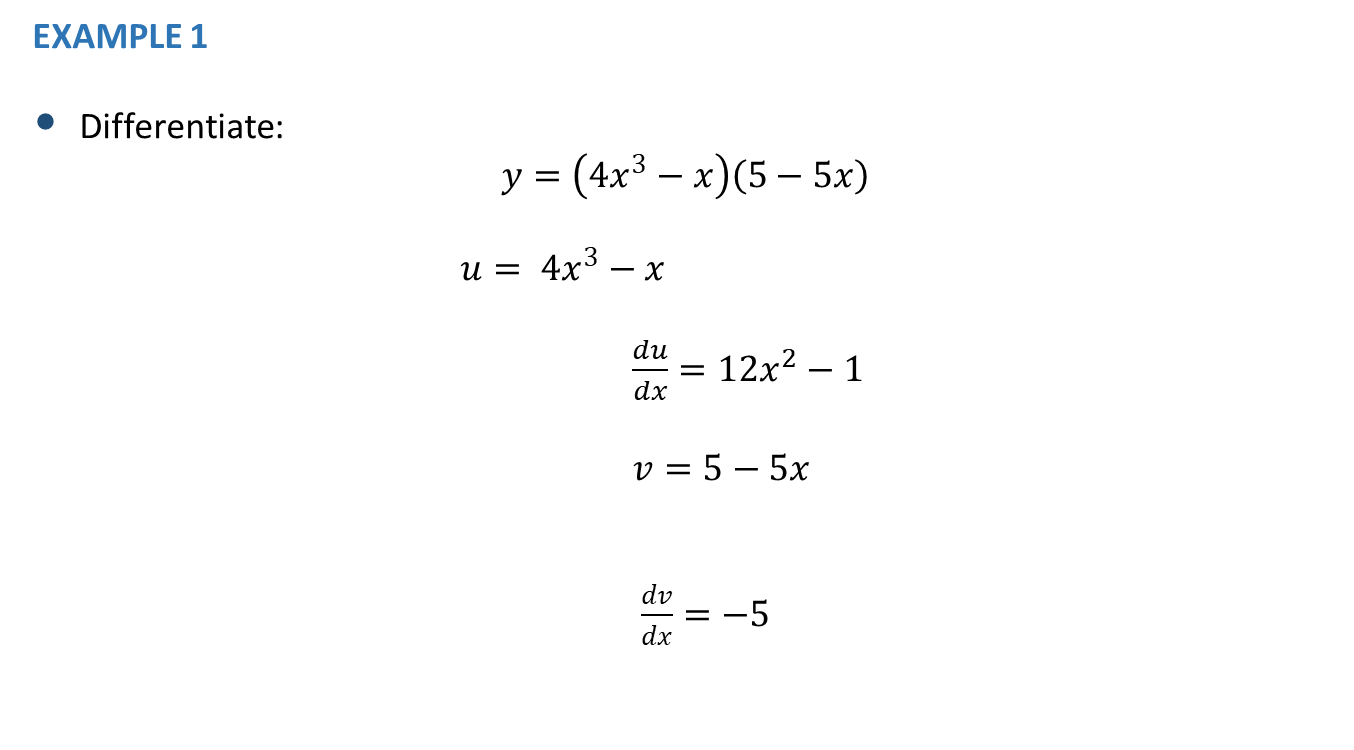 EXAMPLE 1
• Differentiate:
𝑦 = (4𝑥³ − 𝑥)(5 − 5𝑥)
𝑢 = 4𝑥³ − 𝑥
𝑑𝑢/𝑑𝑥 = 12𝑥² − 1
𝑣 = 5 − 5𝑥
𝑑𝑣/𝑑𝑥 = −5